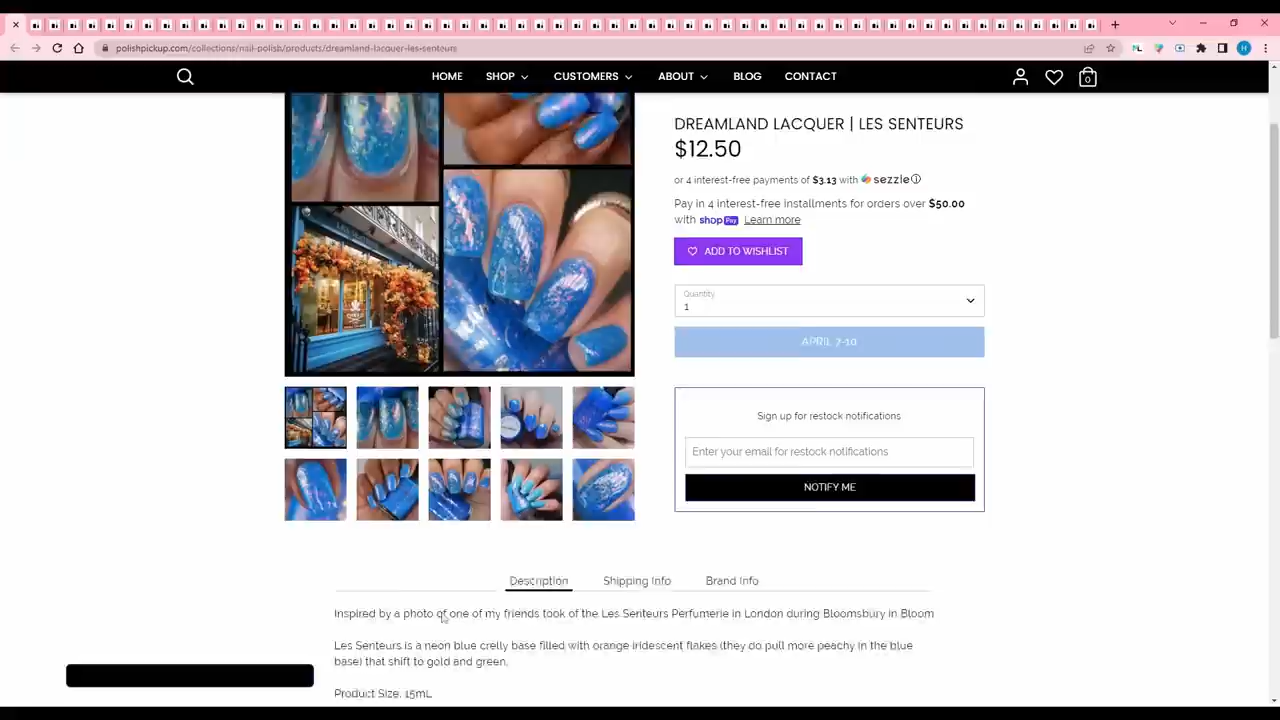 polishpickup.com/collections/nail-polish/products/dreamland-lacquer-les-senteurs
HOME SHOP CUSTOMERS ABOUT BLOG CONTACT
0
DREAMLAND LACQUER | LES SENTEURS
$12.50
or 4 interest-free payments of $3.13 with sezzle
Pay in 4 interest-free installments for orders over $50.00
with shop Pay Learn more
ADD TO WISHLIST
Quantity
1
APRIL 7-10
Sign up for restock notifications
Enter your email for restock notifications
NOTIFY ME
Description Shipping Info Brand Info
Inspired by a photo of one of my friends took of the Les Senteurs Perfumerie in London during Bloomsbury in Bloom
Les Senteurs is a neon blue crelly base filled with orange iridescent flakes (they do pull more peachy in the blue
base) that shift to gold and green.
Product Size: 15mL